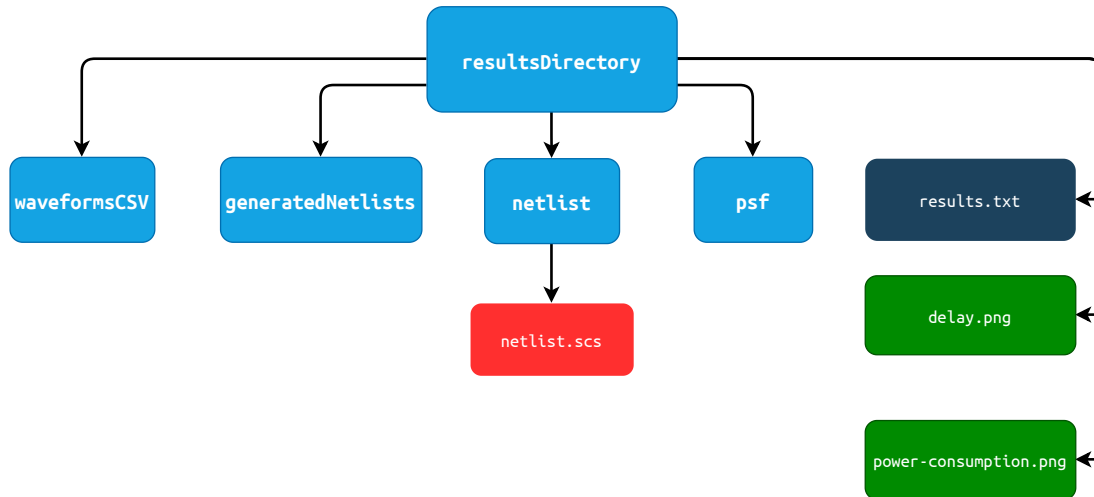 resultsDirectory
waveformsCSV
generatedNetlists
netlist
psf
results.txt
delay.png
netlist.scs
power-consumption.png